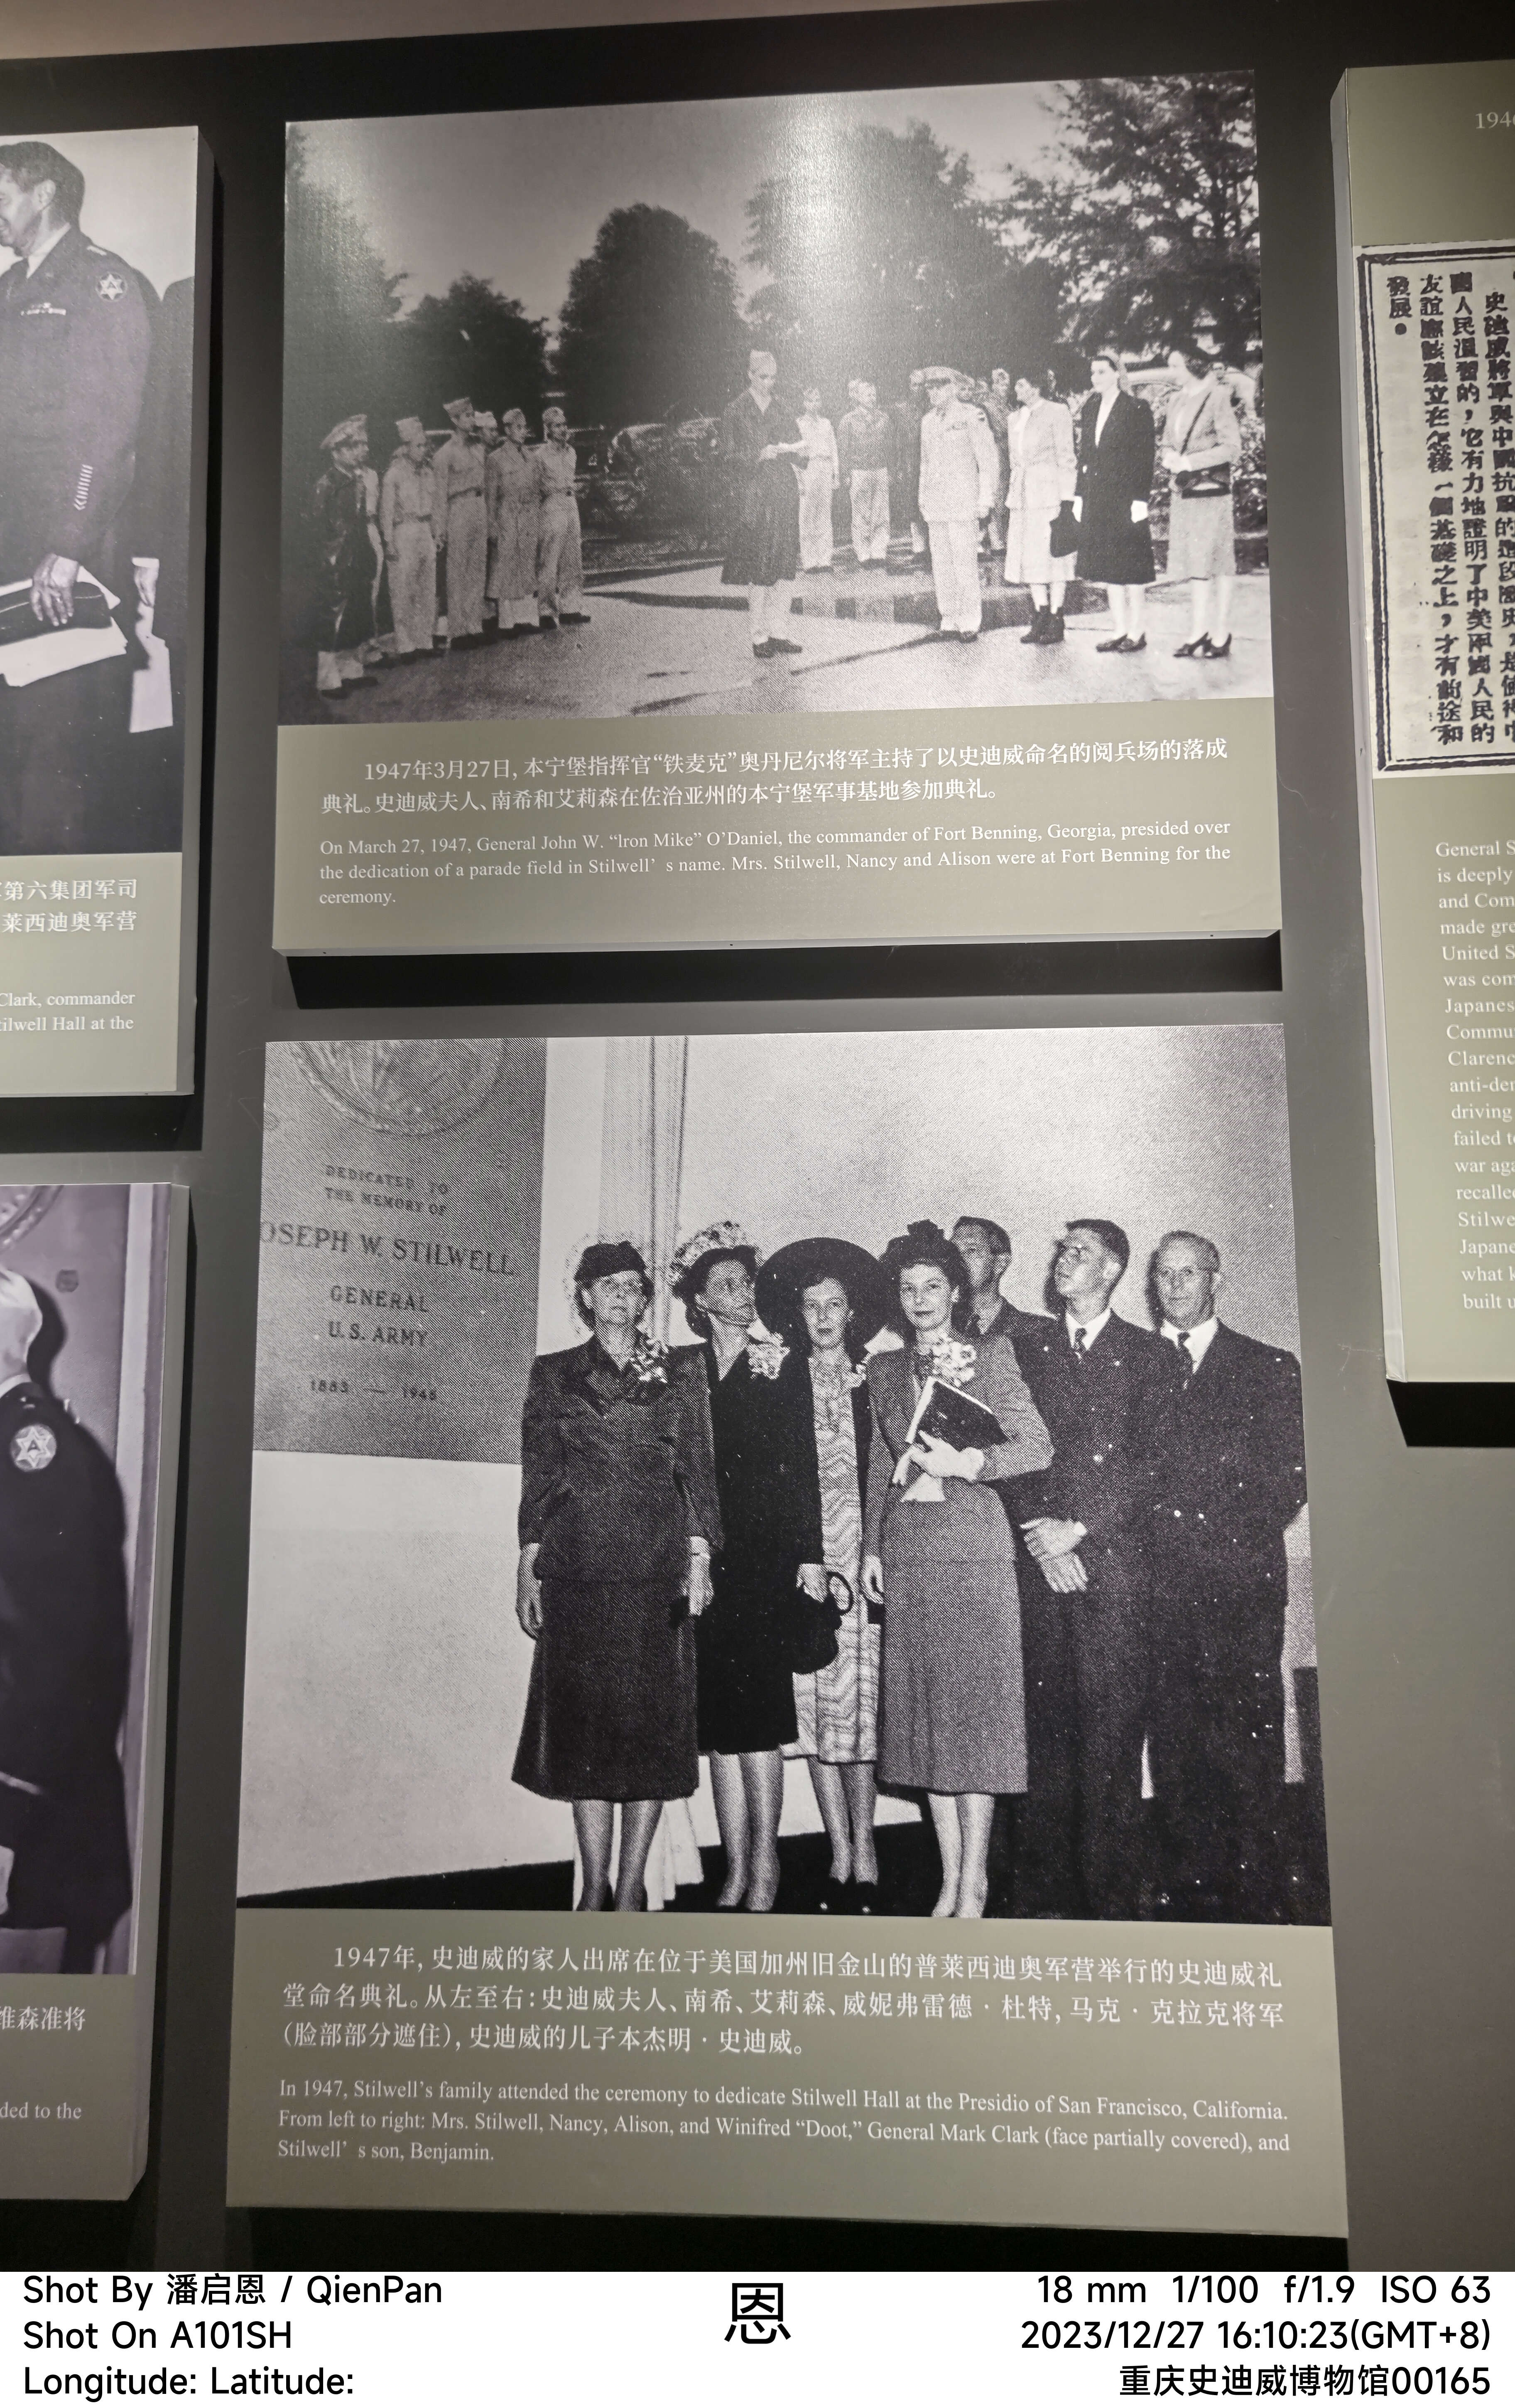 1947年3月27日，本宁堡指挥官“铁麦克”奥丹尼尔将军主持了以史迪威命名的阅兵场的落成
典礼。史迪威夫人、南希和艾莉森在佐治亚州的本宁堡军事基地参加典礼。
On March 27, 1947, General John W. “lron Mike” O’Daniel, the commander of Fort Benning, Georgia, presided over
the dedication of a parade field in Stilwell’ s name. Mrs. Stilwell, Nancy and Alison were at Fort Benning for the
ceremony.
DEDICATED TO
THE MEMORY OF
OSEPH W. STILWELL
GENERAL
U.S. ARMY
1883 — 1946
1947年，史迪威的家人出席在位于美国加州旧金山的普莱西迪奥军营举行的史迪威礼
堂命名典礼。从左至右：史迪威夫人、南希、艾莉森、威妮弗雷德·杜特，马克·克拉克将军
（脸部部分遮住），史迪威的儿子本杰明·史迪威。
In 1947, Stilwell’s family attended the ceremony to dedicate Stilwell Hall at the Presidio of San Francisco, California.
From left to right: Mrs. Stilwell, Nancy, Alison, and Winifred “Doot,” General Mark Clark (face partially covered), and
Stilwell’ s son, Benjamin.
第六集团军司
莱西迪奥军营
Clark, commander
tilwell Hall at the
维森准将
ded to the
A
194
史迪威將軍與中國抗戰的這段歷史，是使
國人民溫習的，它有力地證明了中美兩國人民的
友誼應該建立在怎樣一個基礎之上，才有前途和
發展。
General S
is deeply
and Com
made gre
United S
was com
Japanes
Commu
Clarenc
anti-der
driving
failed t
war aga
recalle
Stilwe
Japane
what k
built u
Shot By 潘启恩 / QienPan
Shot On A101SH
Longitude: Latitude:
恩
18 mm 1/100 f/1.9 ISO 63
2023/12/27 16:10:23(GMT+8)
重庆史迪威博物馆00165